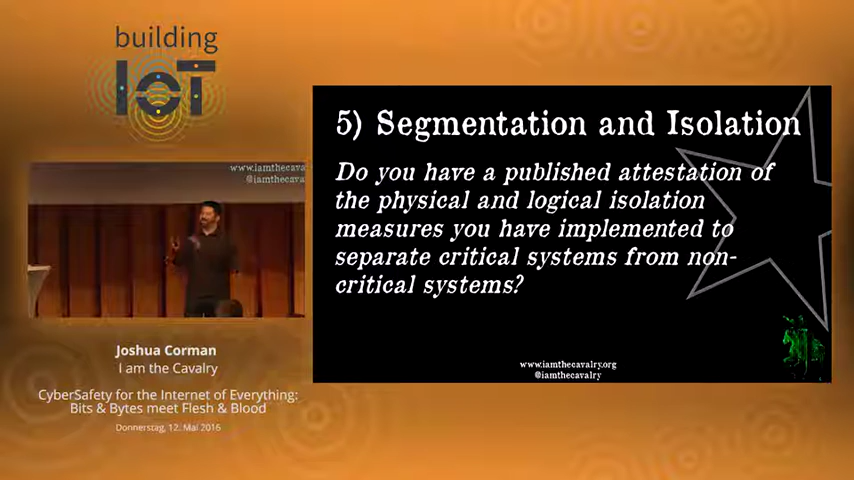 building
IoT
www.iamthecava
@iamthecava
Joshua Corman
I am the Cavalry
CyberSafety for the Internet of Everything:
Bits & Bytes meet Flesh & Blood
Donnerstag, 12. Mai 2016
5) Segmentation and Isolation
Do you have a published attestation of
the physical and logical isolation
measures you have implemented to
separate critical systems from non-
critical systems?
www.iamthecavalry.org
@iamthecavalry